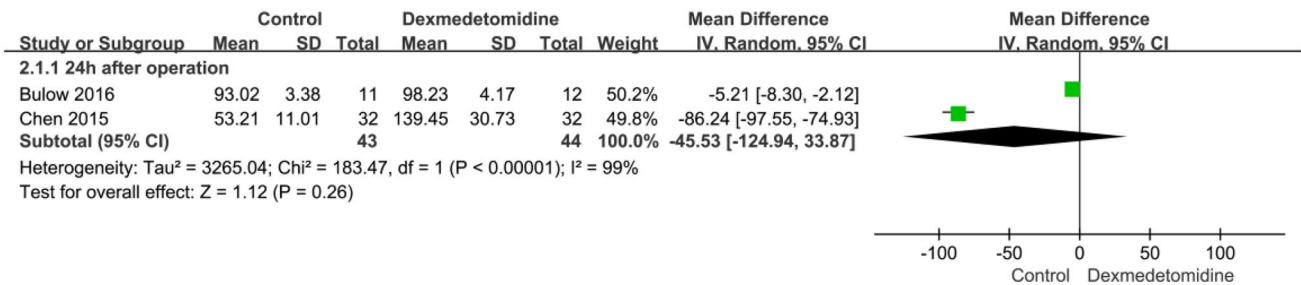 Control Dexmedetomidine Mean Difference Mean Difference
Study or Subgroup Mean SD Total Mean SD Total Weight IV, Random, 95% CI IV, Random, 95% CI
2.1.1 24h after operation
Bulow 2016 93.02 3.38 11 98.23 4.17 12 50.2% -5.21 [-8.30, -2.12]
Chen 2015 53.21 11.01 32 139.45 30.73 32 49.8% -86.24 [-97.55, -74.93]
Subtotal (95% CI) 43 44 100.0% -45.53 [-124.94, 33.87]
Heterogeneity: Tau² = 3265.04; Chi² = 183.47, df = 1 (P < 0.00001); I² = 99%
Test for overall effect: Z = 1.12 (P = 0.26)
-100 -50 0 50 100
Control Dexmedetomidine